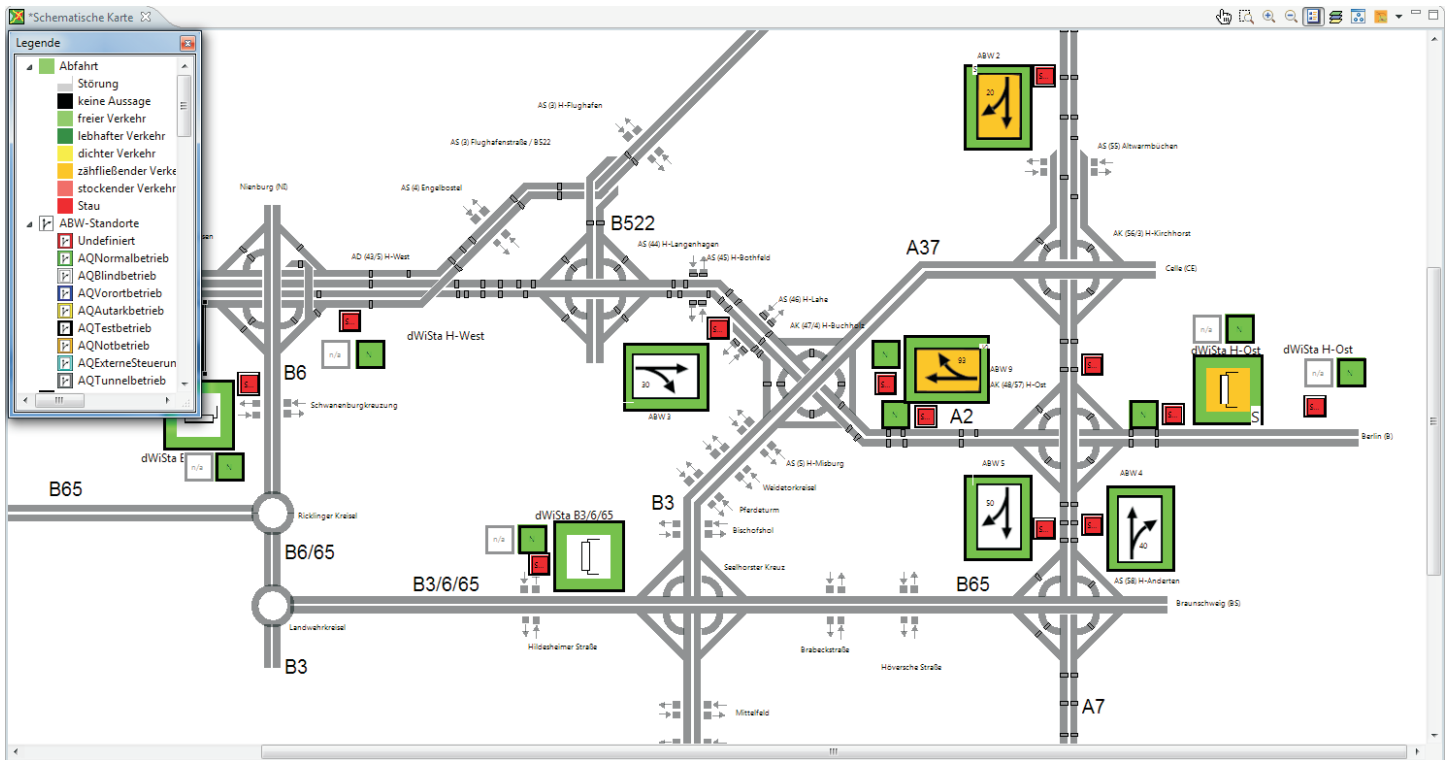 *Schematische Karte
Legende
Abfahrt
Störung
keine Aussage
freier Verkehr
lebhafter Verkehr
dichter Verkehr
zähfließender Verke
stockender Verkehr
Stau
ABW-Standorte
Undefiniert
AQNormalbetrieb
AQBlindbetrieb
AQVorortbetrieb
AQAutarkbetrieb
AQTestbetrieb
AQNotbetrieb
AQExterneSteuerun
AQTunnelbetrieb
ABW 2
S
20
S...
AS (3) H-Flughafen
AS (3) Flughafenstraße / B522
AS (55) Altwarmbüchen
Nienburg (NI)
AS (4) Engelbostel
B522
sen
AD (43/5) H-West
AS (44) H-Langenhagen
AS (45) H-Bothfeld
A37
AK (56/3) H-Kirchhorst
Celle (CE)
AS (46) H-Lahe
AK (47/4) H-Buchholz
S...
dWiSta H-West
n/a
S...
n/a
dWiSta H-Ost
dWiSta H-Ost
B6
30
ABW 3
S...
93
ABW 9
AK (48/57) H-Ost
S...
S...
n/a
S...
S...
Schwanenburgkreuzung
S...
A2
S...
S
Berlin (B)
dWiSta B
n/a
AS (5) H-Misburg
ABW 5
ABW 4
B65
Weidetorkreisel
B3
Pferdeturm
50
Ricklinger Kreisel
dWiSta B3/6/65
Bischofshol
S...
S...
40
n/a
S...
B6/65
Seelhorster Kreuz
B3/6/65
B65
AS (58) H-Anderten
Braunschweig (BS)
Landwehrkreisel
Hildesheimer Straße
Brabeckstraße
Höversche Straße
B3
Mittelfeld
A7